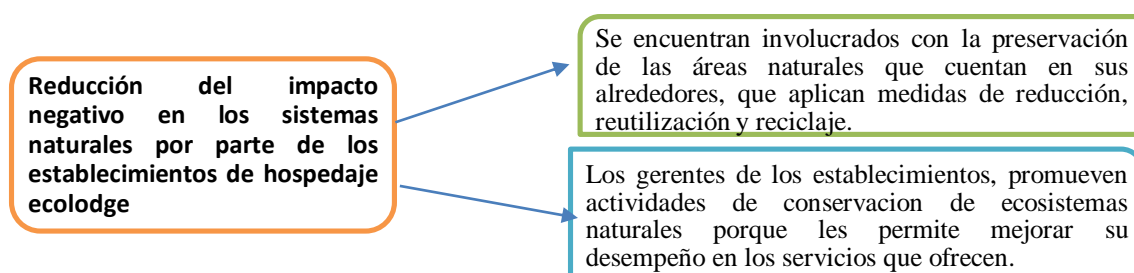 Reducción del impacto
negativo en los sistemas
naturales por parte de los
establecimientos de hospedaje
ecolodge
Se encuentran involucrados con la preservación
de las áreas naturales que cuentan en sus
alrededores, que aplican medidas de reducción,
reutilización y reciclaje.
Los gerentes de los establecimientos, promueven
actividades de conservacion de ecosistemas
naturales porque les permite mejorar su
desempeño en los servicios que ofrecen.